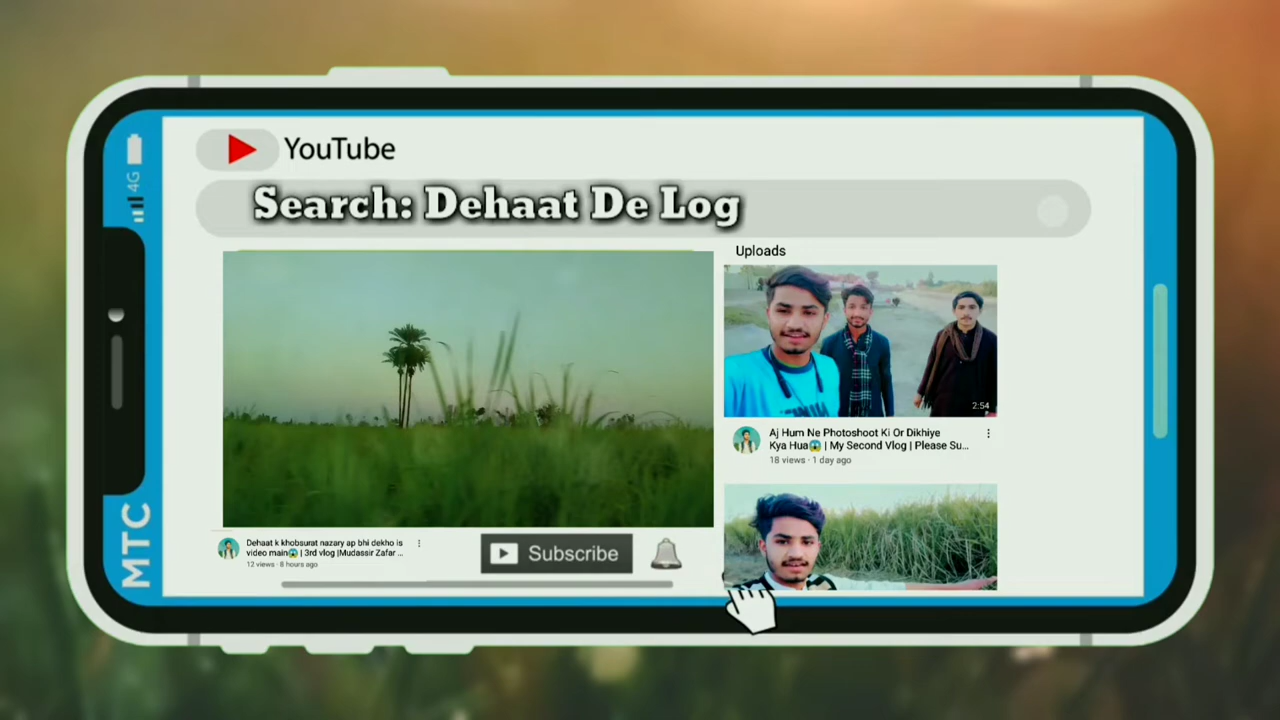 YouTube
Search: Dehaat De Log
Uploads
4G
2:54
Aj Hum Ne Photoshoot Ki Or Dikhiye
Kya Hua😱 | My Second Vlog | Please Su...
18 views · 1 day ago
Dehaat k khobsurat nazary ap bhi dekho is
video main😱 | 3rd vlog |Mudassir Zafar ...
12 views · 8 hours ago
Subscribe
MTC